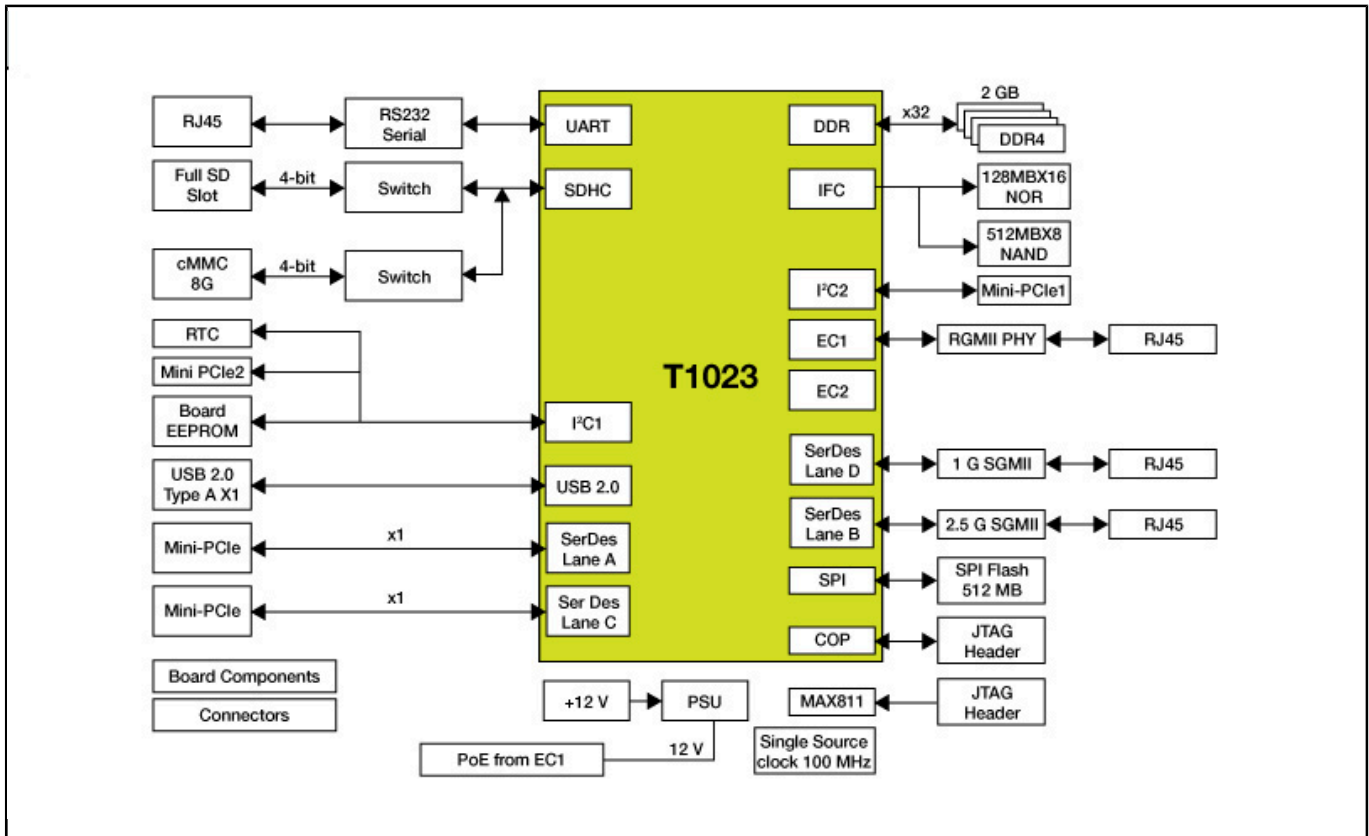 2 GB
RJ45
RS232
Serial
UART
DDR
x32
DDR4
Full SD
Slot
4-bit
Switch
SDHC
IFC
128MBX16
NOR
512MBX8
NAND
cMMC
8G
4-bit
Switch
I²C2
Mini-PCIe1
RTC
EC1
RGMII PHY
RJ45
Mini PCIe2
T1023
EC2
Board
EEPROM
I²C1
SerDes
Lane D
1 G SGMII
RJ45
USB 2.0
Type A X1
USB 2.0
SerDes
Lane B
2.5 G SGMII
RJ45
Mini-PCIe
x1
SerDes
Lane A
SPI
SPI Flash
512 MB
Mini-PCIe
x1
Ser Des
Lane C
COP
JTAG
Header
Board Components
Connectors
+12 V
PSU
MAX811
JTAG
Header
PoE from EC1
12 V
Single Source
clock 100 MHz